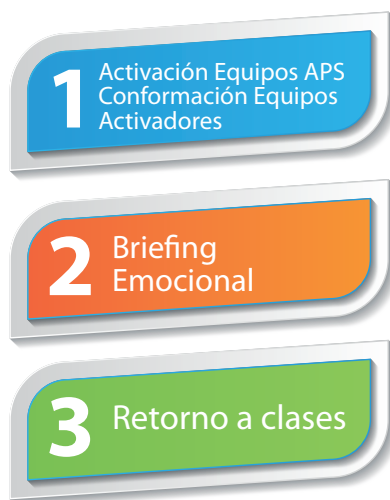 1
Activación Equipos APS
Conformación Equipos
Activadores
2
Briefing
Emocional
3
Retorno a clases